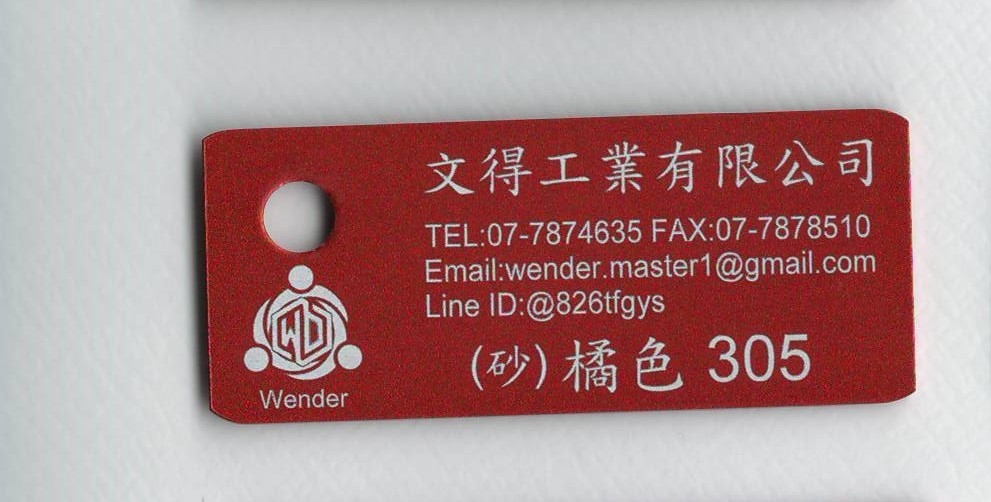 文得工業有限公司
TEL:07-7874635 FAX:07-7878510
Email:wender.master1@gmail.com
Line ID:@826tfgys
(砂) 橘色 305
WD
Wender